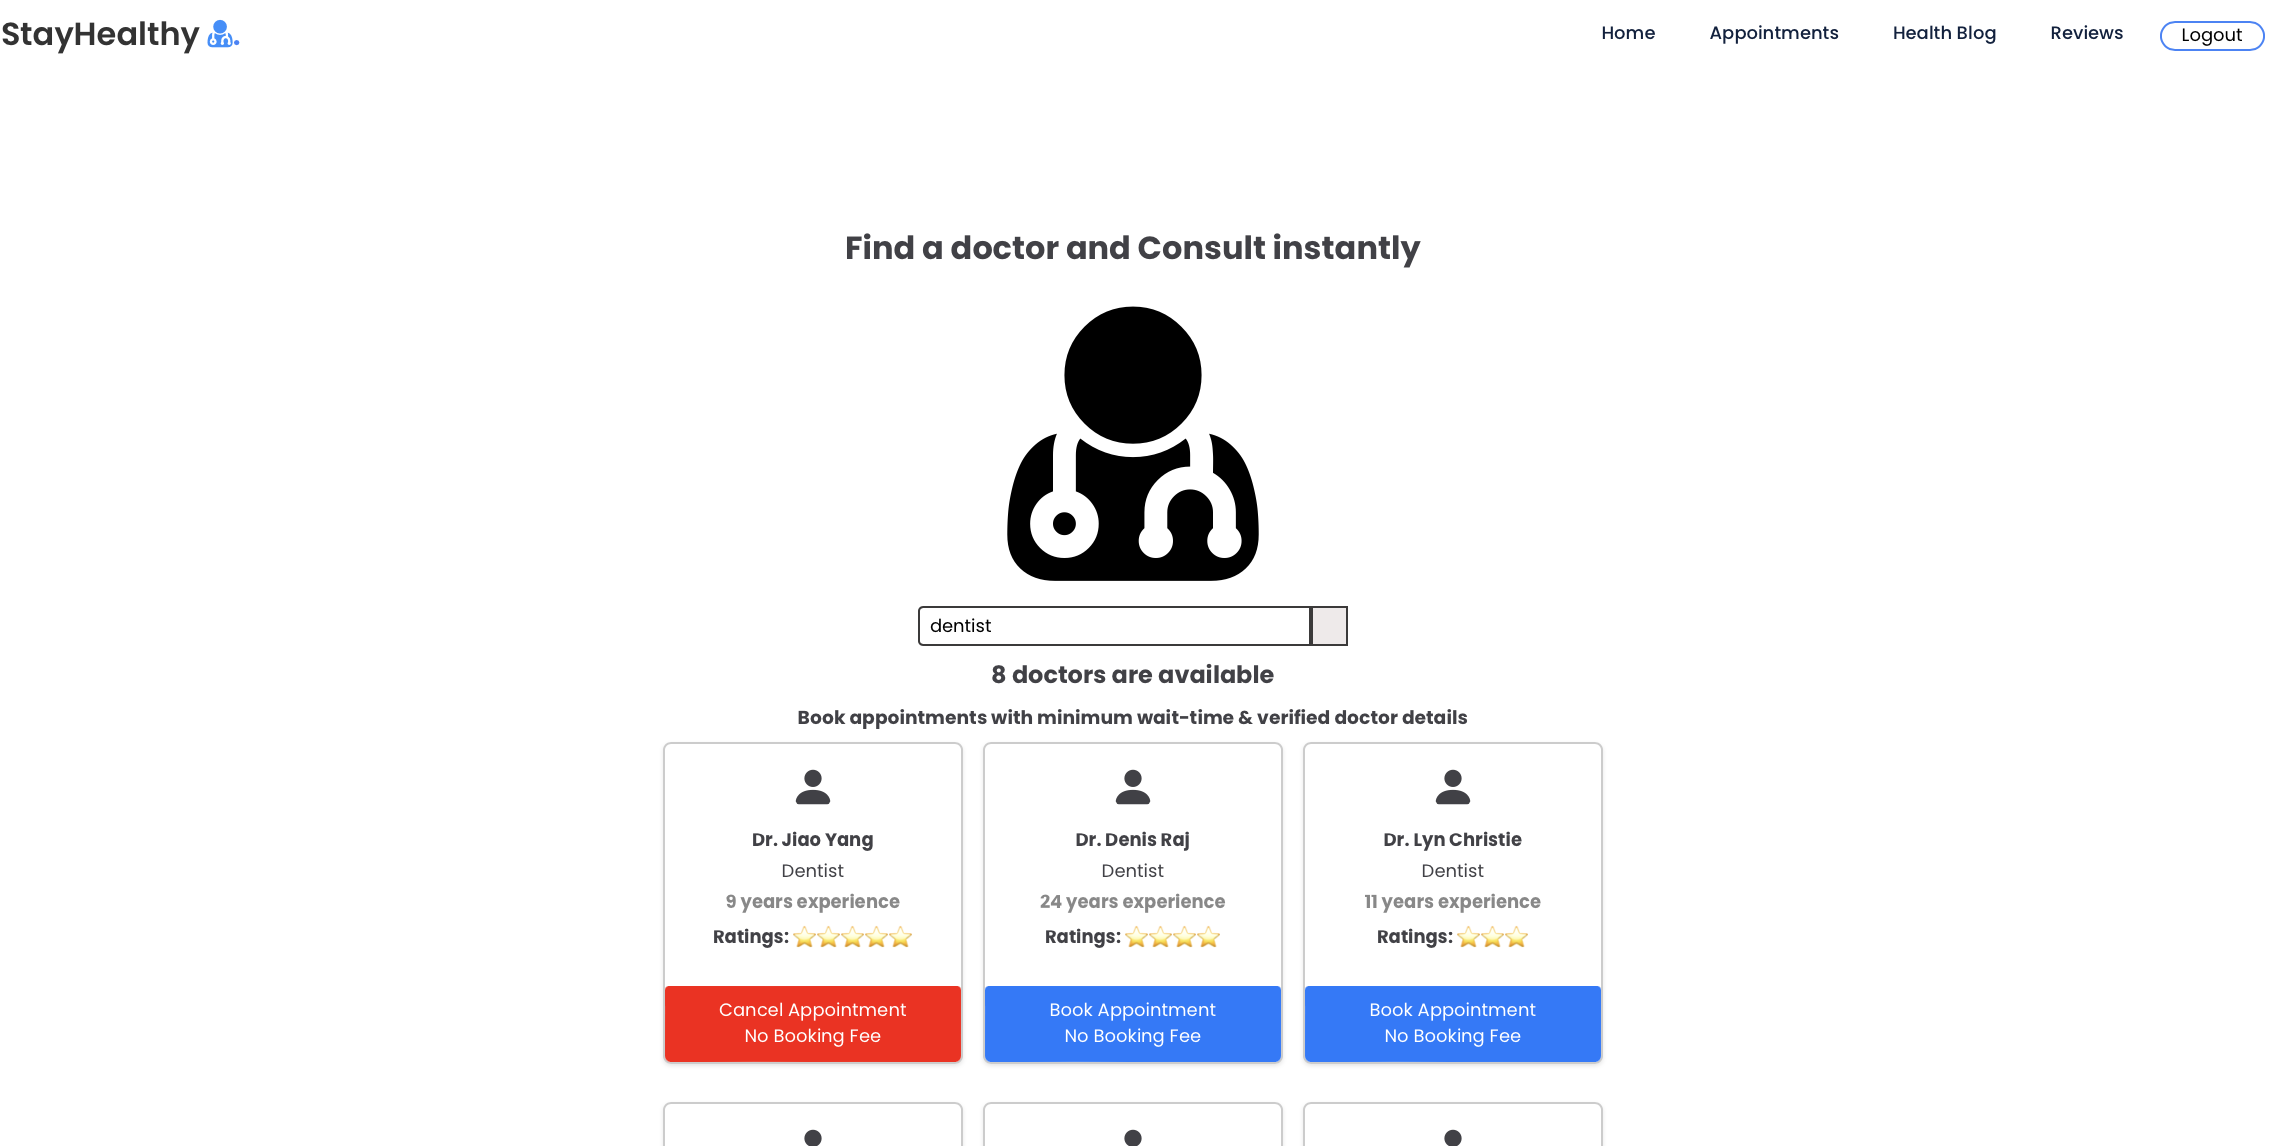 StayHealthy
Home Appointments Health Blog Reviews Logout
Find a doctor and Consult instantly
dentist
8 doctors are available
Book appointments with minimum wait-time & verified doctor details
Dr. Jiao Yang
Dentist
9 years experience
Ratings: ⭐⭐⭐⭐⭐
Cancel Appointment
No Booking Fee
Dr. Denis Raj
Dentist
24 years experience
Ratings: ⭐⭐⭐⭐
Book Appointment
No Booking Fee
Dr. Lyn Christie
Dentist
11 years experience
Ratings: ⭐⭐⭐
Book Appointment
No Booking Fee